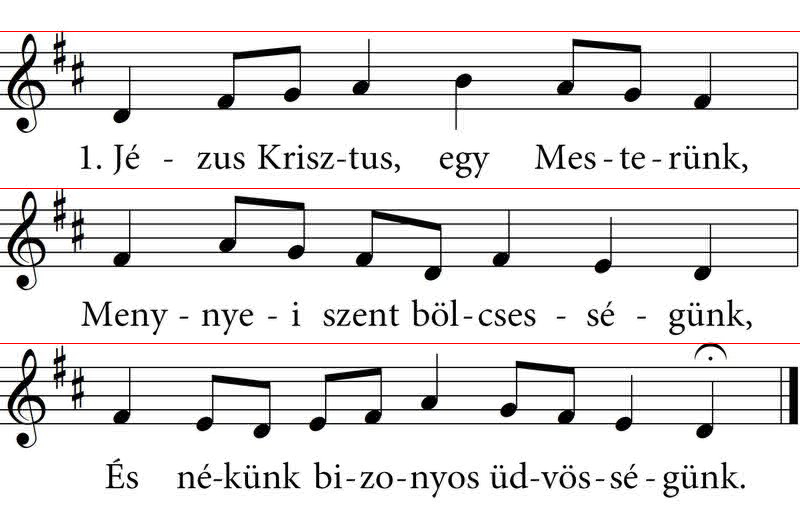 1. Jé - zus Krisz-tus, egy Mes - te - rünk,
Meny - nye - i szent böl - cses - sé - günk,
És né-künk bi - zo - nyos üd-vös - sé - günk.